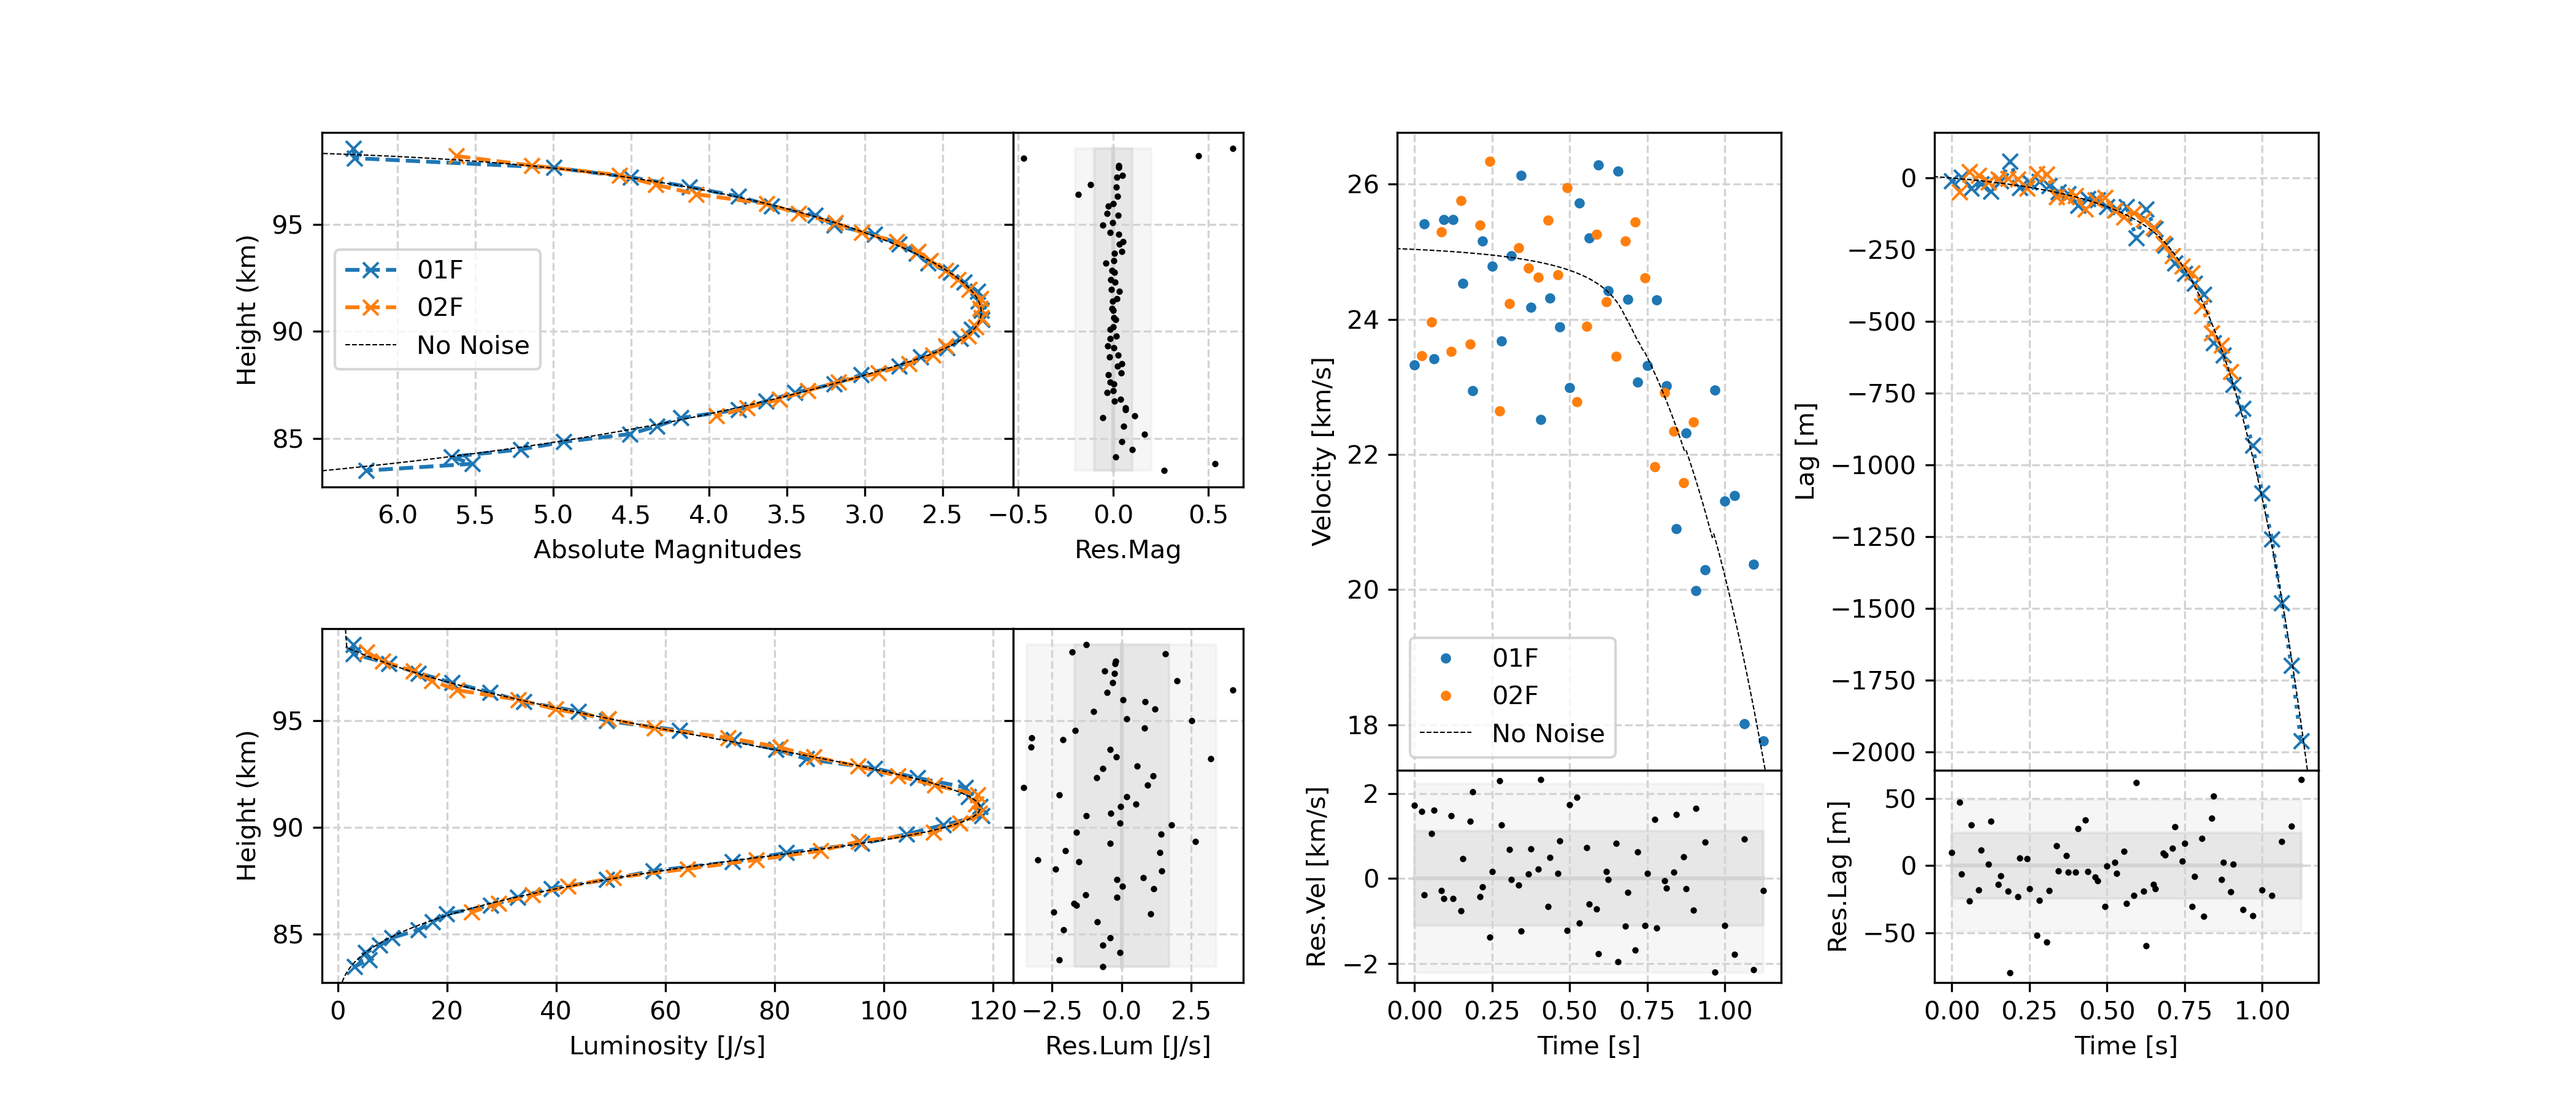 Height (km)
95
90
85
01F
02F
No Noise
6.0 5.5 5.0 4.5 4.0 3.5 3.0 2.5
Absolute Magnitudes
−0.5 0.0 0.5
Res.Mag
Height (km)
95
90
85
0 20 40 60 80 100 120
Luminosity [J/s]
−2.5 0.0 2.5
Res.Lum [J/s]
Velocity [km/s]
26
24
22
20
18
01F
02F
No Noise
Res.Vel [km/s]
2
0
−2
0.00 0.25 0.50 0.75 1.00
Time [s]
Lag [m]
0
−250
−500
−750
−1000
−1250
−1500
−1750
−2000
Res.Lag [m]
50
0
−50
0.00 0.25 0.50 0.75 1.00
Time [s]